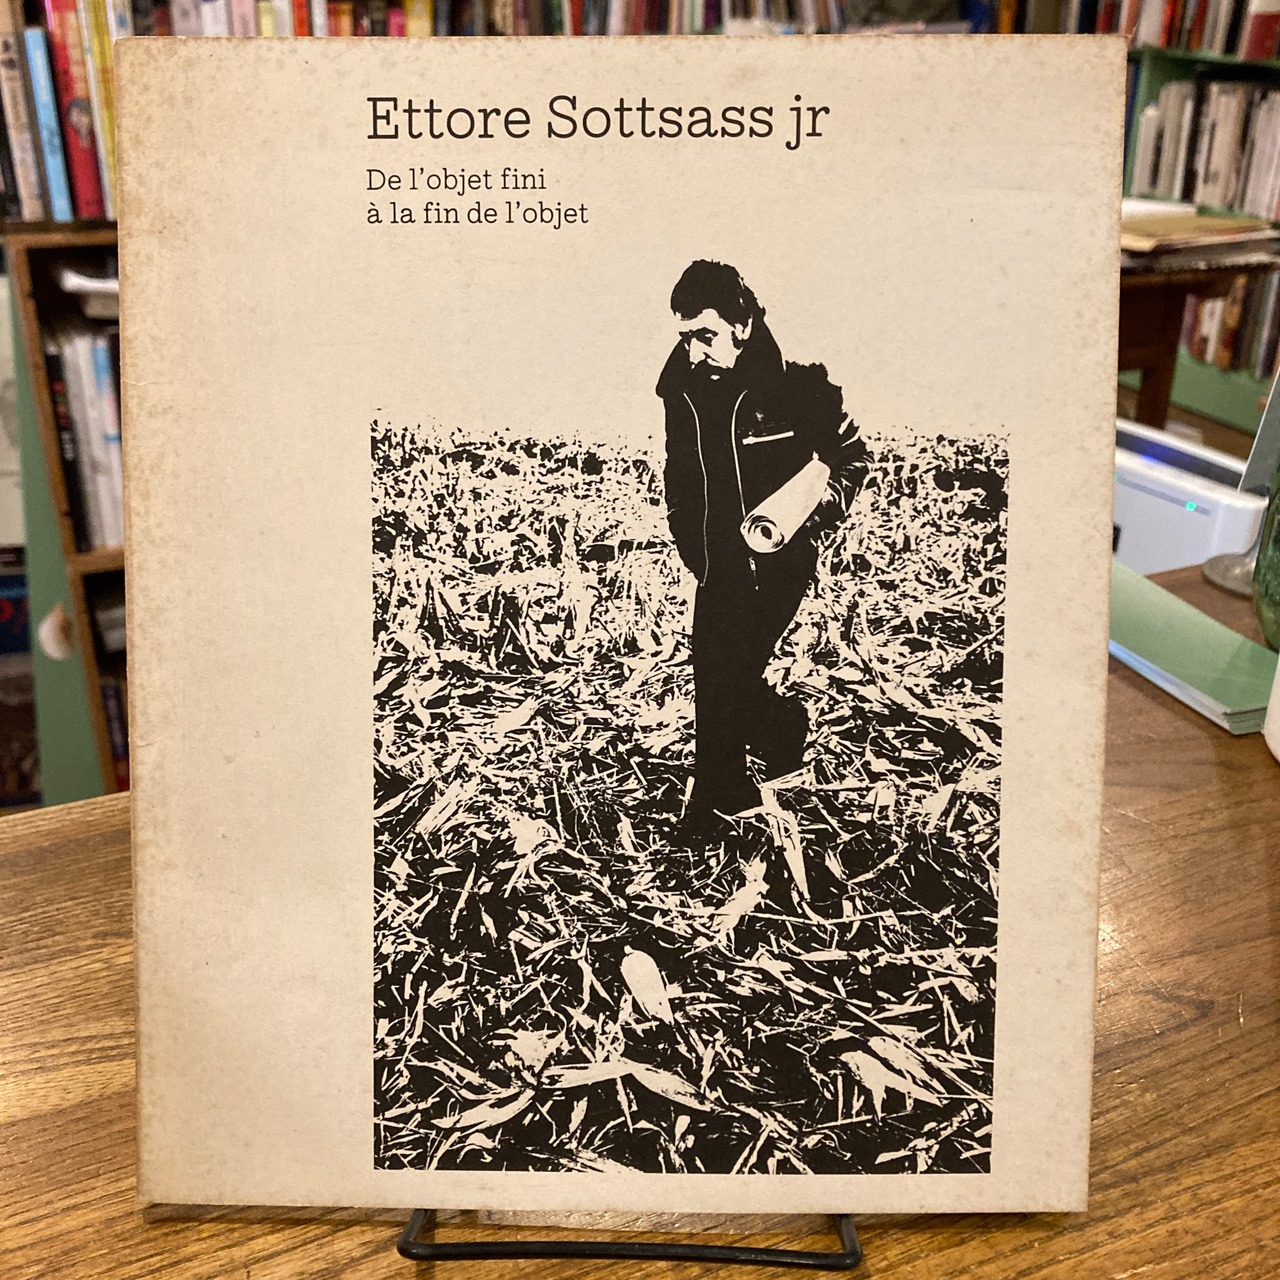 Ettore Sottsass jr
De l'objet fini
à la fin de l'objet